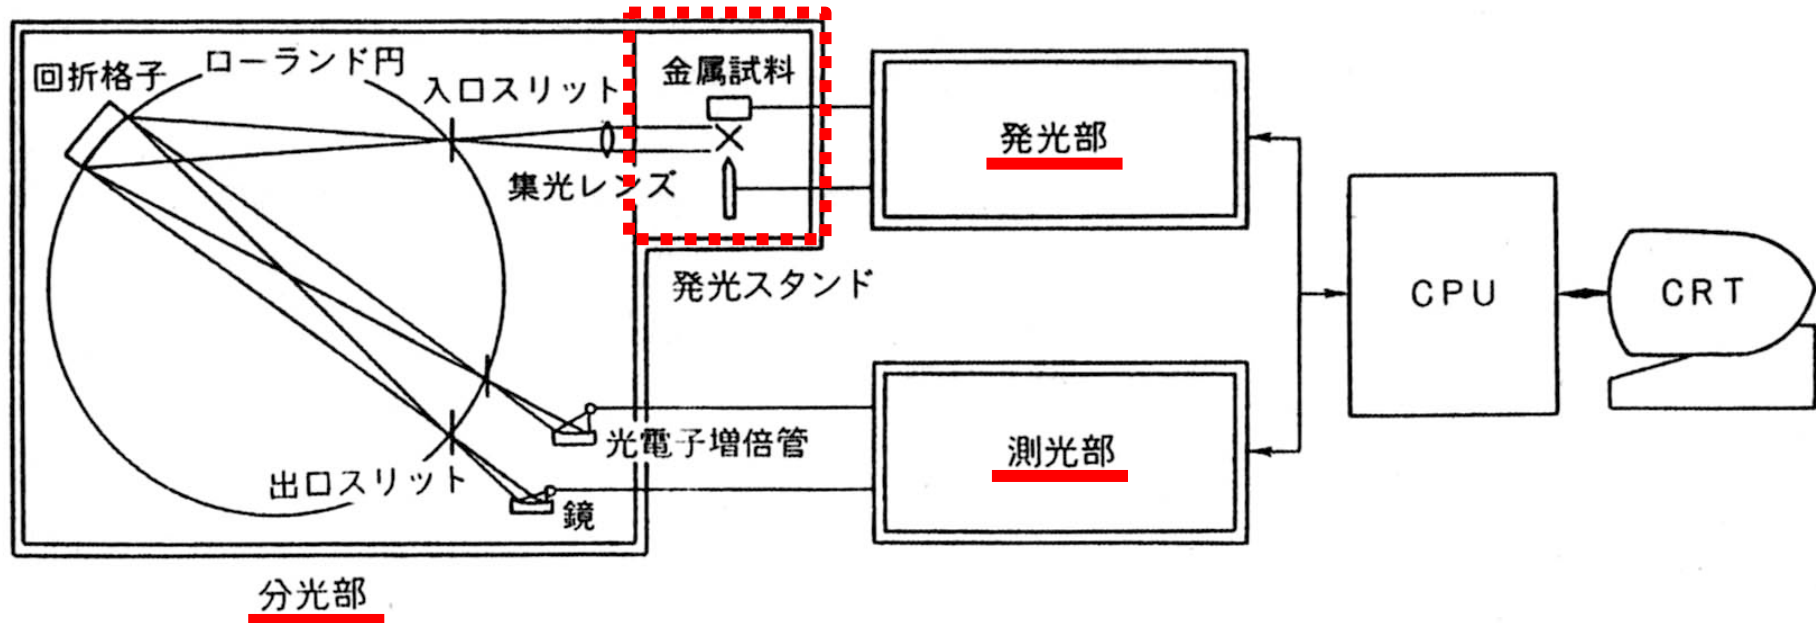 回折格子
ローランド円
入口スリット
金属試料
集光レンズ
発光スタンド
発光部
CPU
CRT
光電子増倍管
測光部
出口スリット
鏡
分光部